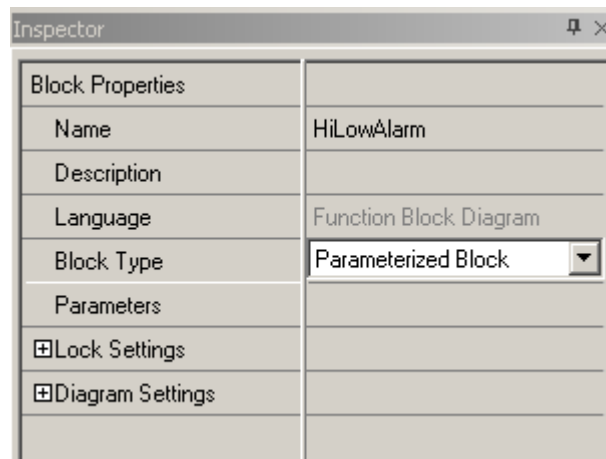 Inspector
Block Properties
Name HiLowAlarm
Description
Language Function Block Diagram
Block Type Parameterized Block
Parameters
Lock Settings
Diagram Settings